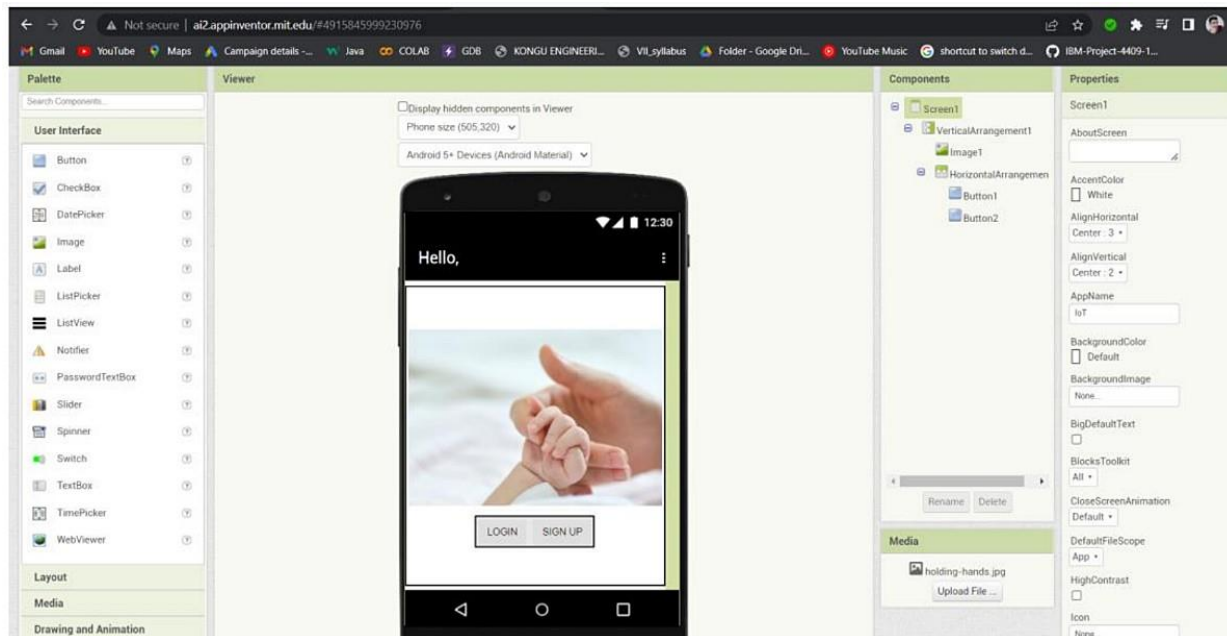 Not secure | ai2.appinventor.mit.edu/#4915845999230976
Gmail YouTube Maps Campaign details -... Java COLAB GDB KONGU ENGINEERI... VII_syllabus Folder - Google Dri... YouTube Music shortcut to switch d... IBM-Project-4409-1...
Palette
Search Components...
User Interface
Button
CheckBox
DatePicker
Image
Label
ListPicker
ListView
Notifier
PasswordTextBox
Slider
Spinner
Switch
TextBox
TimePicker
WebViewer
Layout
Media
Drawing and Animation
Viewer
Display hidden components in Viewer
Phone size (505,320)
Android 5+ Devices (Android Material)
12:30
Hello,
LOGIN SIGN UP
Components
Screen1
VerticalArrangement1
Image1
HorizontalArrangemen
Button1
Button2
Rename Delete
Media
holding-hands.jpg
Upload File ...
Properties
Screen1
AboutScreen
AccentColor
White
AlignHorizontal
Center : 3
AlignVertical
Center : 2
AppName
IoT
BackgroundColor
Default
BackgroundImage
None...
BigDefaultText
BlocksToolkit
All
CloseScreenAnimation
Default
DefaultFileScope
App
HighContrast
Icon
None